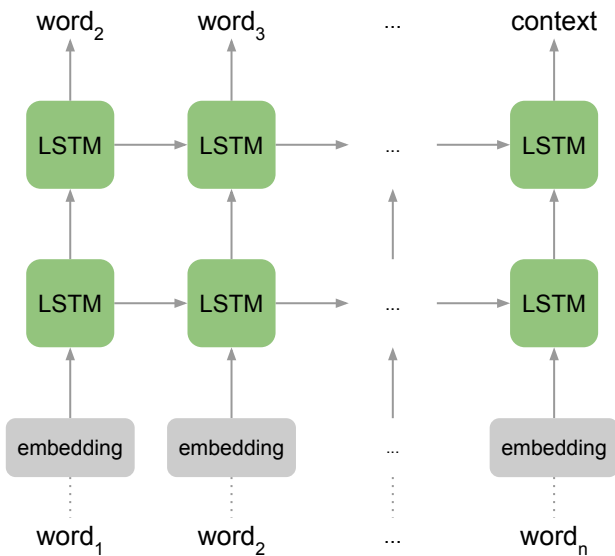 word₂ word₃ ... context
LSTM LSTM ... LSTM
LSTM LSTM ... LSTM
embedding embedding ... embedding
word₁ word₂ ... wordₙ